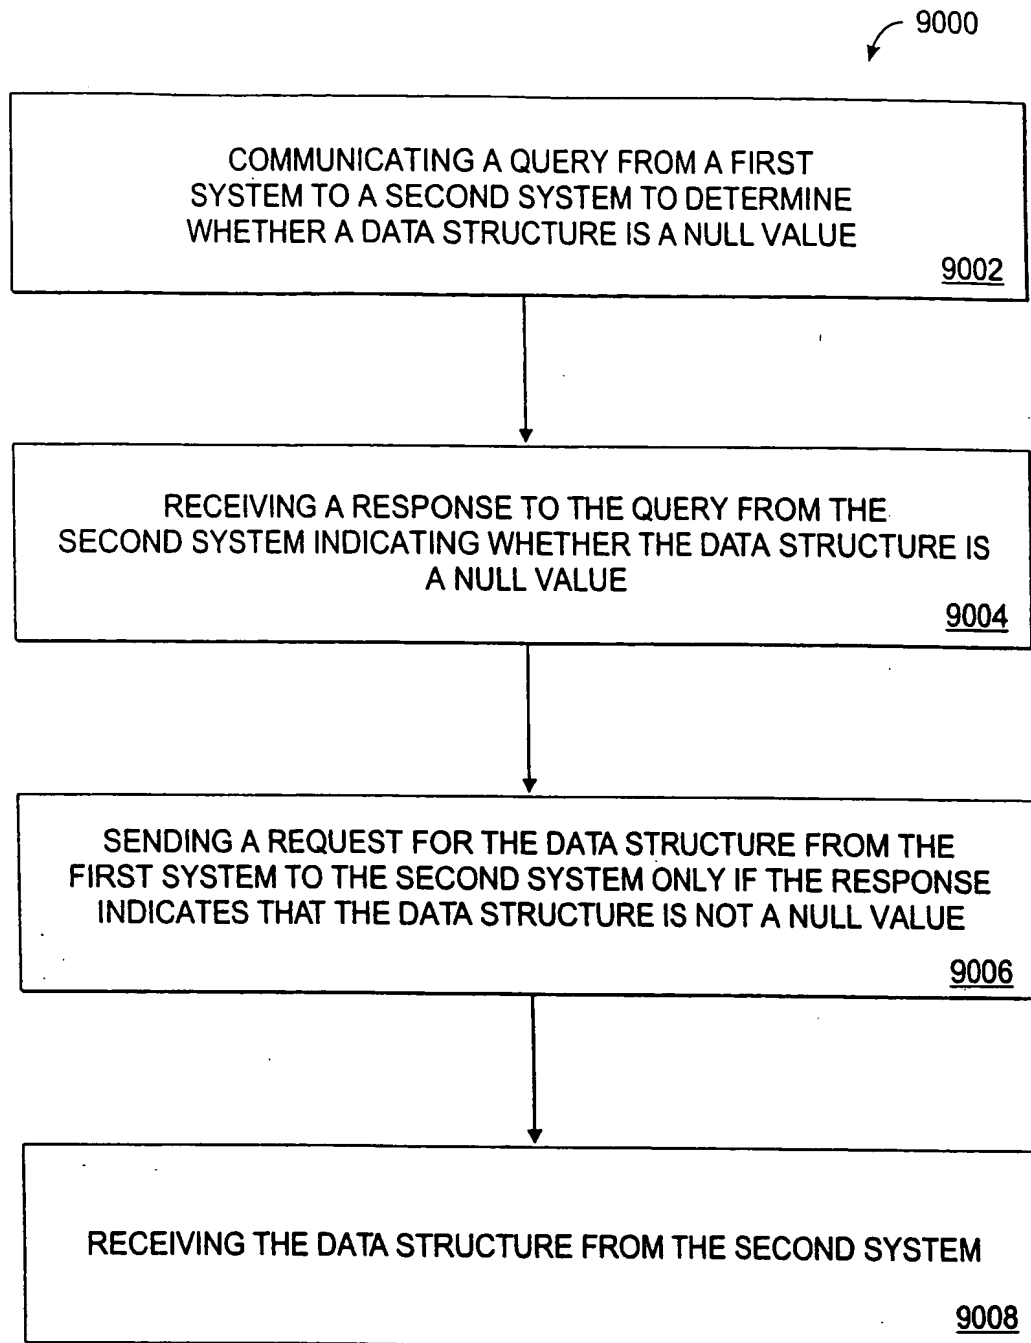 9000
COMMUNICATING A QUERY FROM A FIRST
SYSTEM TO A SECOND SYSTEM TO DETERMINE
WHETHER A DATA STRUCTURE IS A NULL VALUE
9002
RECEIVING A RESPONSE TO THE QUERY FROM THE
SECOND SYSTEM INDICATING WHETHER THE DATA STRUCTURE IS
A NULL VALUE
9004
SENDING A REQUEST FOR THE DATA STRUCTURE FROM THE
FIRST SYSTEM TO THE SECOND SYSTEM ONLY IF THE RESPONSE
INDICATES THAT THE DATA STRUCTURE IS NOT A NULL VALUE
9006
RECEIVING THE DATA STRUCTURE FROM THE SECOND SYSTEM
9008